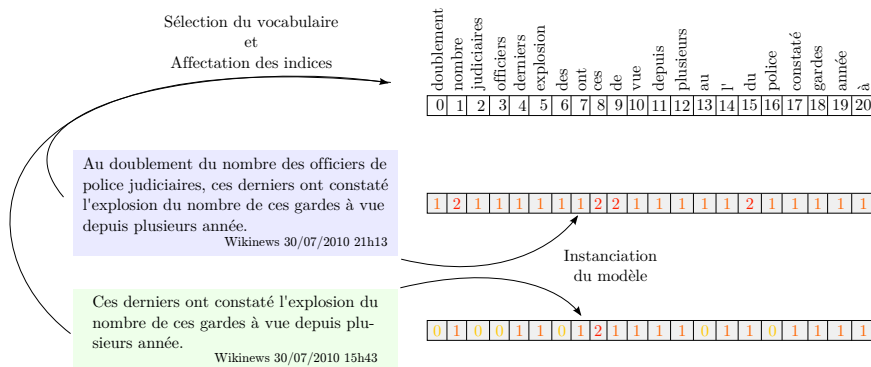 Sélection du vocabulaire
et
Affectation des indices
doublement nombre judiciaires officiers derniers explosion des ont ces de vue depuis plusieurs au l' du police constaté gardes année à
0 1 2 3 4 5 6 7 8 9 10 11 12 13 14 15 16 17 18 19 20
Au doublement du nombre des officiers de
police judiciaires, ces derniers ont constaté
l'explosion du nombre de ces gardes à vue
depuis plusieurs année.
Wikinews 30/07/2010 21h13
1 2 1 1 1 1 1 1 2 2 1 1 1 1 1 2 1 1 1 1 1
Instanciation
du modèle
Ces derniers ont constaté l'explosion du
nombre de ces gardes à vue depuis plu-
sieurs année.
Wikinews 30/07/2010 15h43
0 1 0 0 1 1 0 1 2 1 1 1 1 0 1 1 0 1 1 1 1